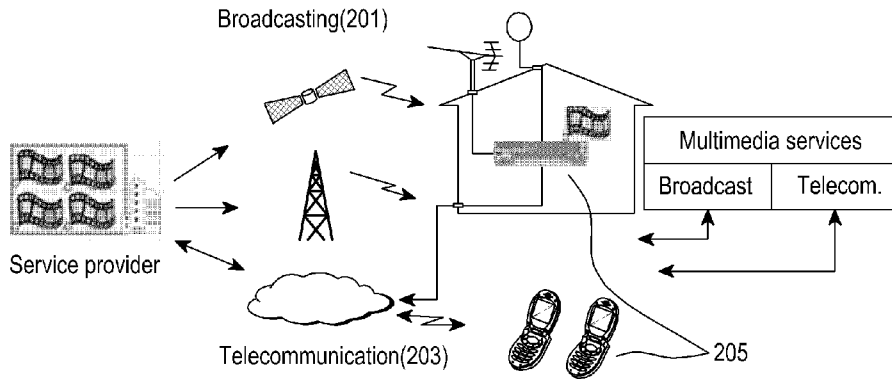 Broadcasting(201)
Multimedia services
Broadcast Telecom.
Service provider
Telecommunication(203)
205